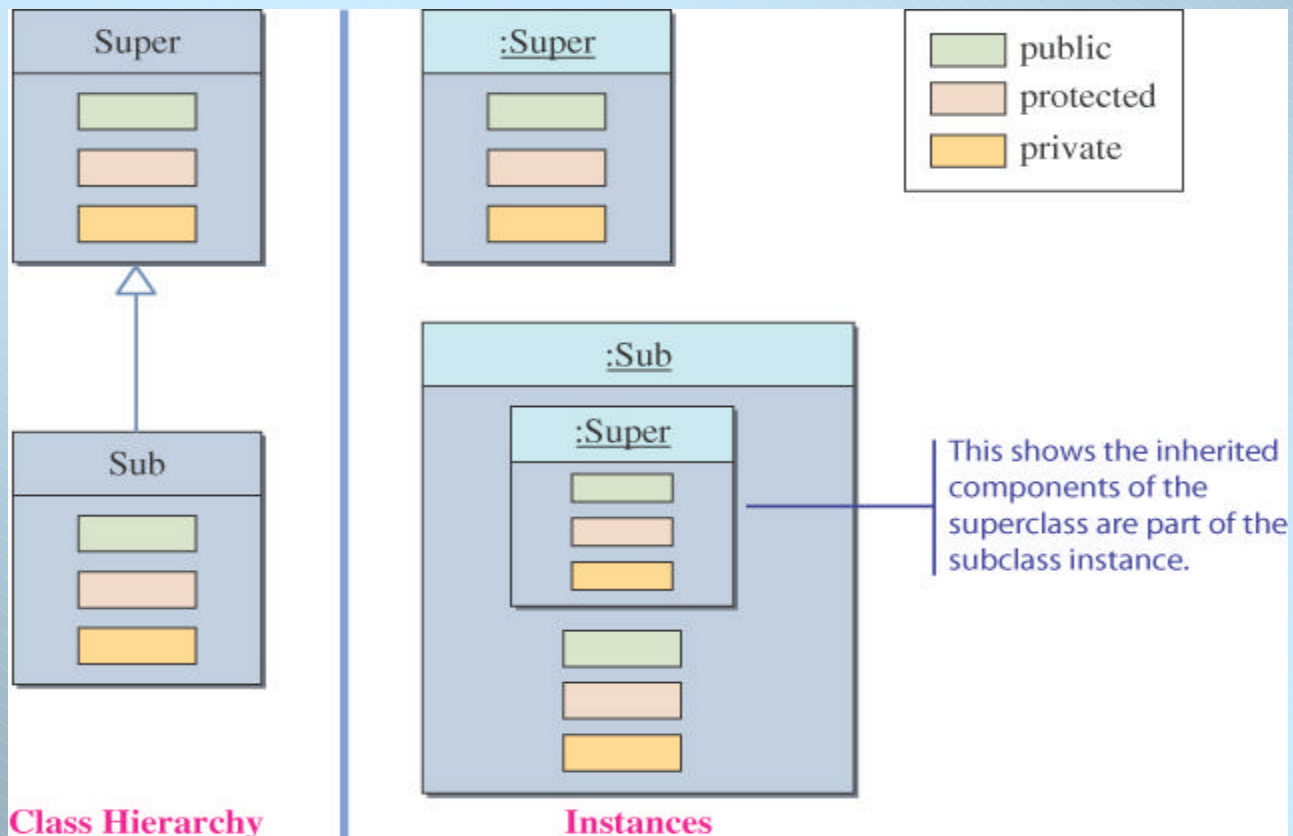 Super
Sub
Class Hierarchy
:Super
:Sub
:Super
Instances
public
protected
private
This shows the inherited
components of the
superclass are part of the
subclass instance.